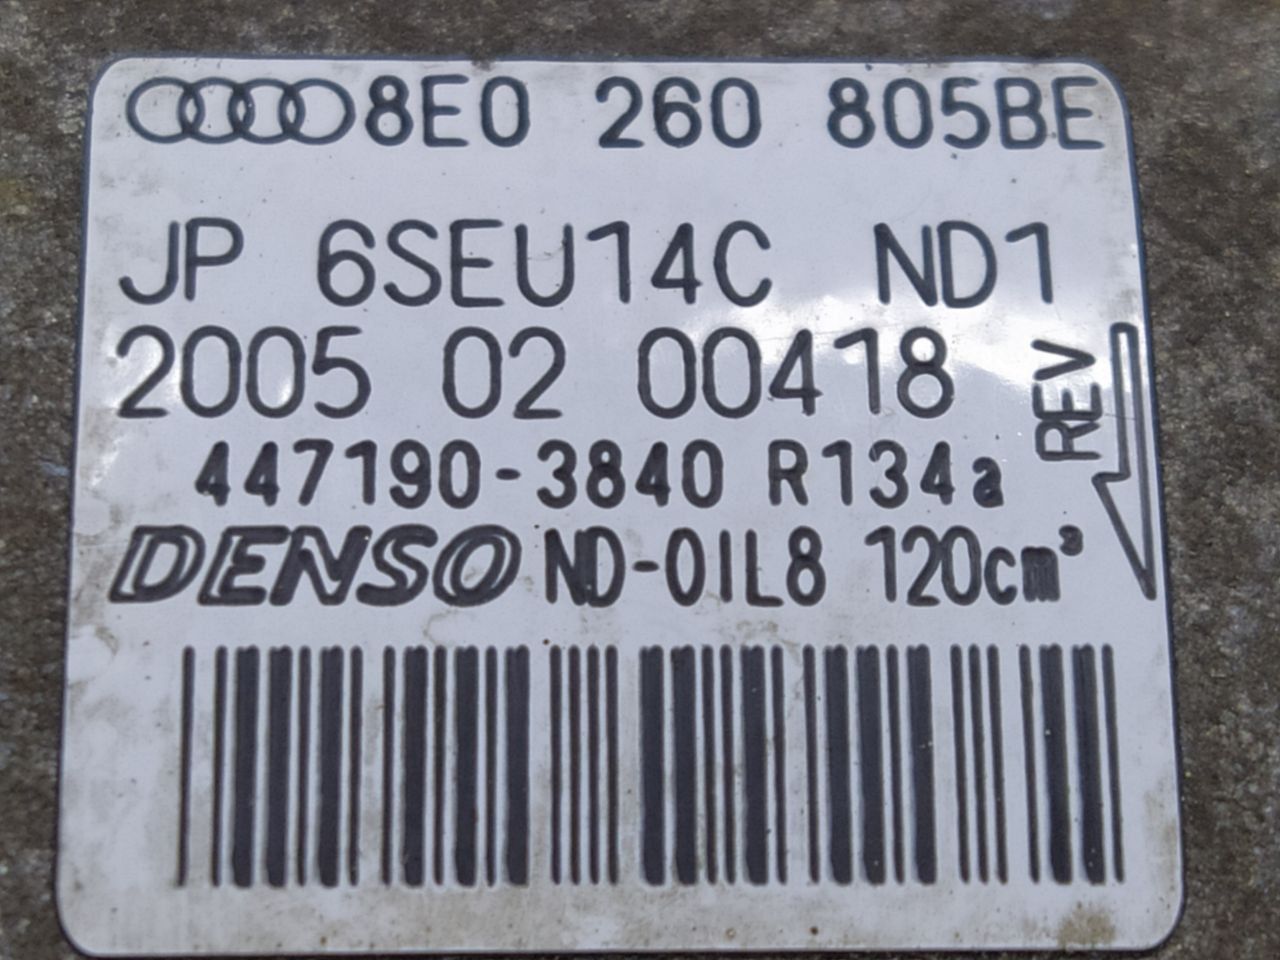 8E0 260 805BE
JP 6SEU14C ND1
2005 02 00418
REV
447190-3840 R134a
DENSO ND-OIL8 120cm³